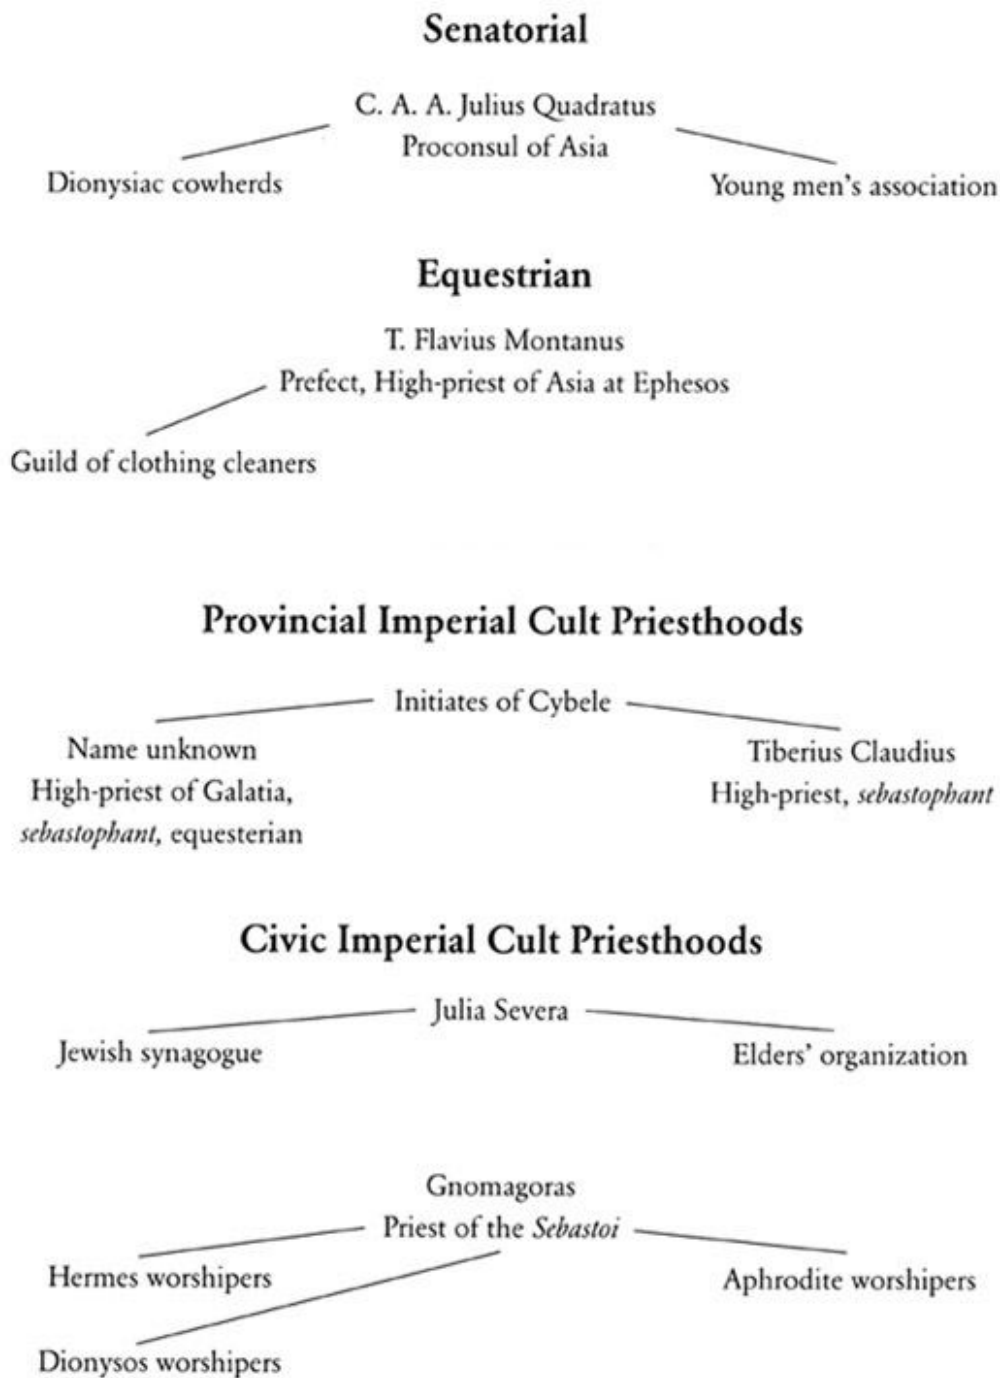 Senatorial
C. A. A. Julius Quadratus
Proconsul of Asia
Dionysiac cowherds
Young men's association
Equestrian
T. Flavius Montanus
Prefect, High-priest of Asia at Ephesos
Guild of clothing cleaners
Provincial Imperial Cult Priesthoods
Initiates of Cybele
Name unknown
High-priest of Galatia,
sebastophant, equesterian
Tiberius Claudius
High-priest, sebastophant
Civic Imperial Cult Priesthoods
Julia Severa
Jewish synagogue
Elders' organization
Gnomagoras
Priest of the Sebastoi
Hermes worshipers
Aphrodite worshipers
Dionysos worshipers